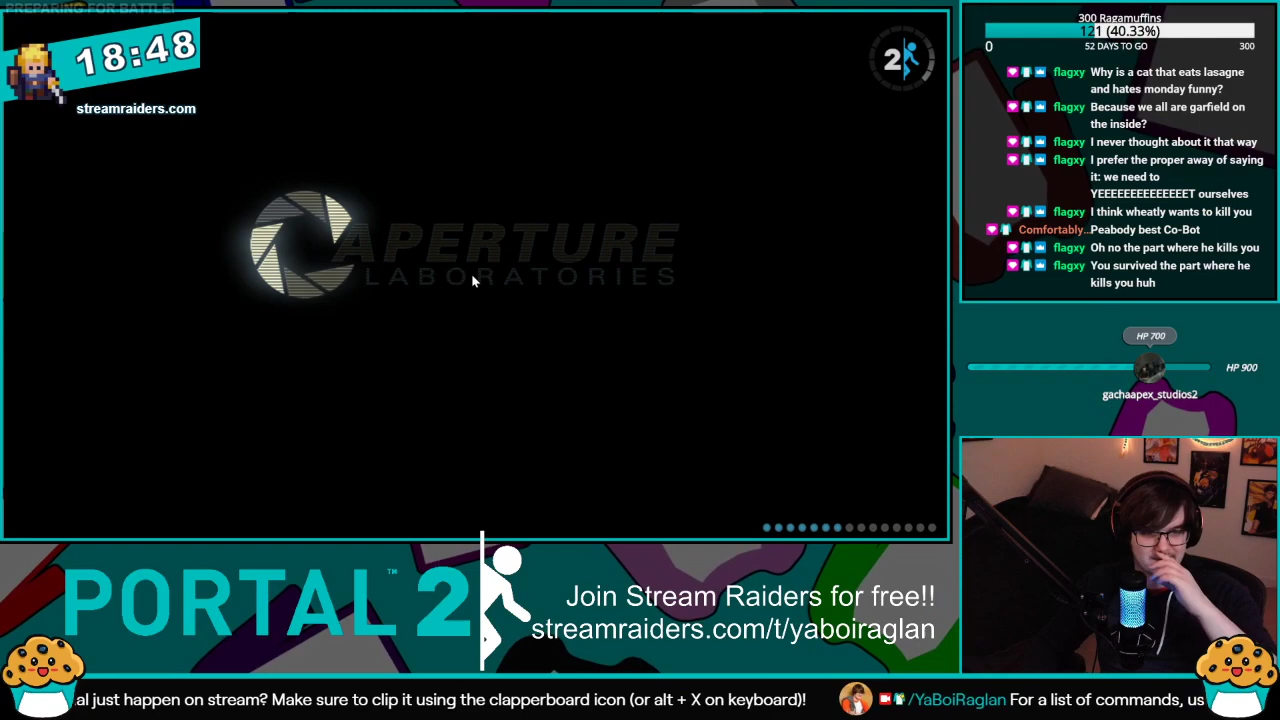 PREPARING FOR BATTLE!
18:48
streamraiders.com
2
APERTURE
LABORATORIES
300 Ragamuffins
121 (40.33%)
0
52 DAYS TO GO
300
flagxy Why is a cat that eats lasagne
and hates monday funny?
flagxy Because we all are garfield on
the inside?
flagxy I never thought about it that way
flagxy I prefer the proper away of saying
it: we need to
YEEEEEEEEEEEEEET ourselves
flagxy I think wheatly wants to kill you
Comfortably... Peabody best Co-Bot
flagxy Oh no the part where he kills you
flagxy You survived the part where he
kills you huh
HP 700
HP 900
gachaapex_studios2
PORTAL™ 2
Join Stream Raiders for free!!
streamraiders.com/t/yaboiraglan
al just happen on stream? Make sure to clip it using the clapperboard icon (or alt + X on keyboard)!
/YaBoiRaglan For a list of commands, us